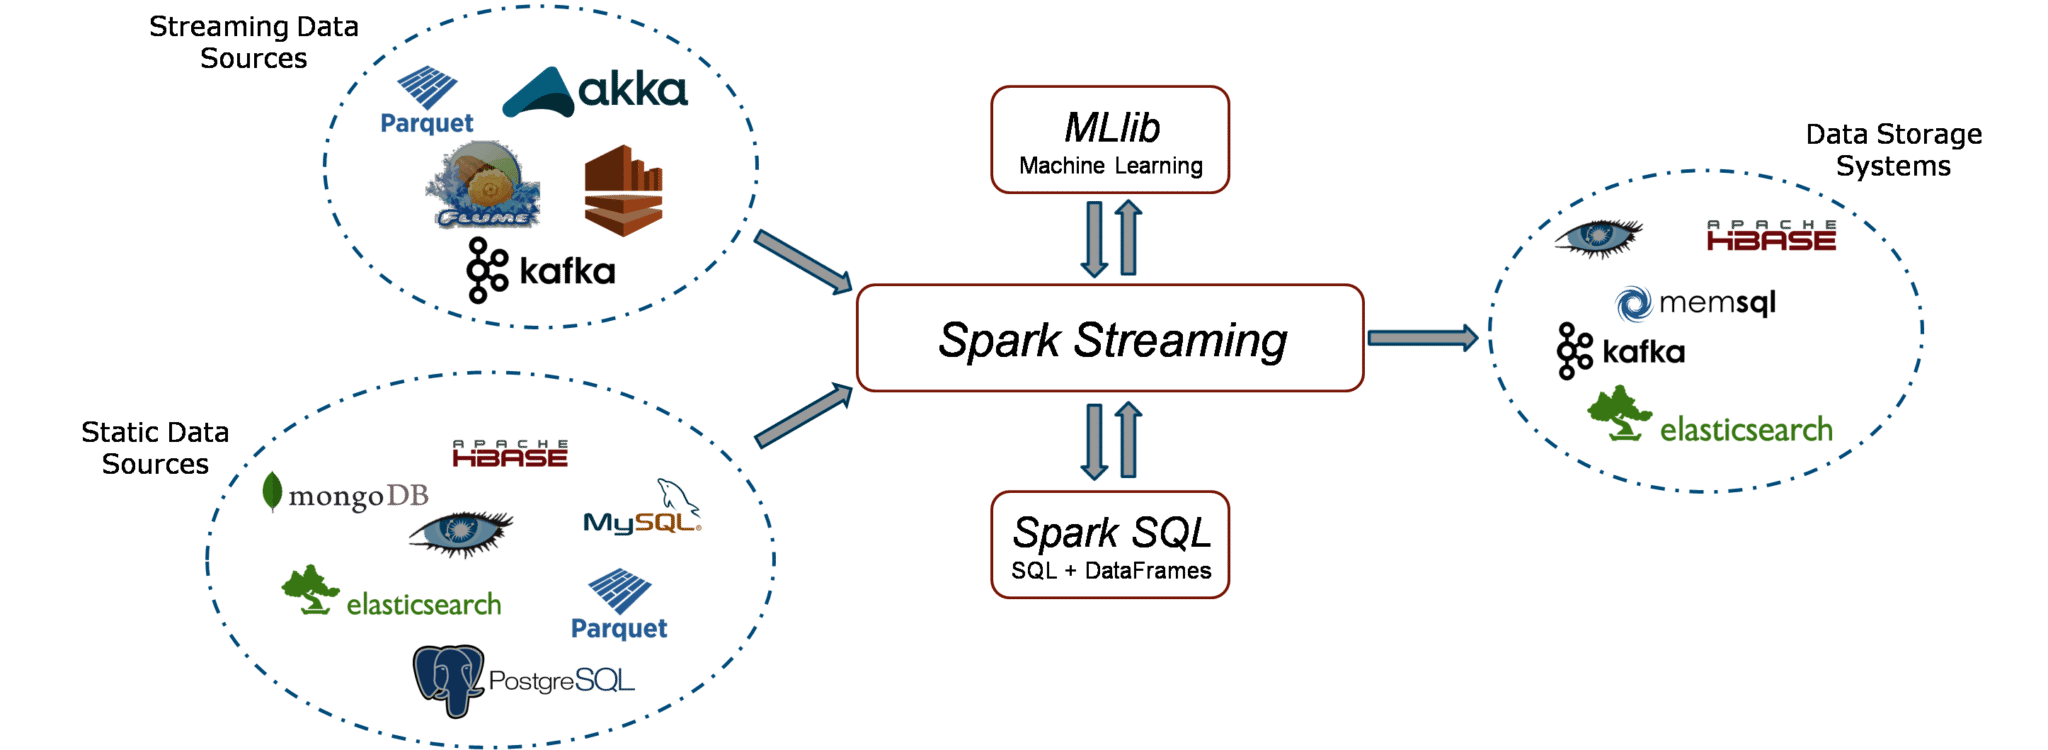 Streaming Data
Sources
Parquet
akka
FLUME
kafka
MLlib
Machine Learning
Data Storage
Systems
APACHE
HBASE
memsql
kafka
elasticsearch
Spark Streaming
Static Data
Sources
APACHE
HBASE
mongoDB
MySQL®
elasticsearch
Parquet
PostgreSQL
Spark SQL
SQL + DataFrames